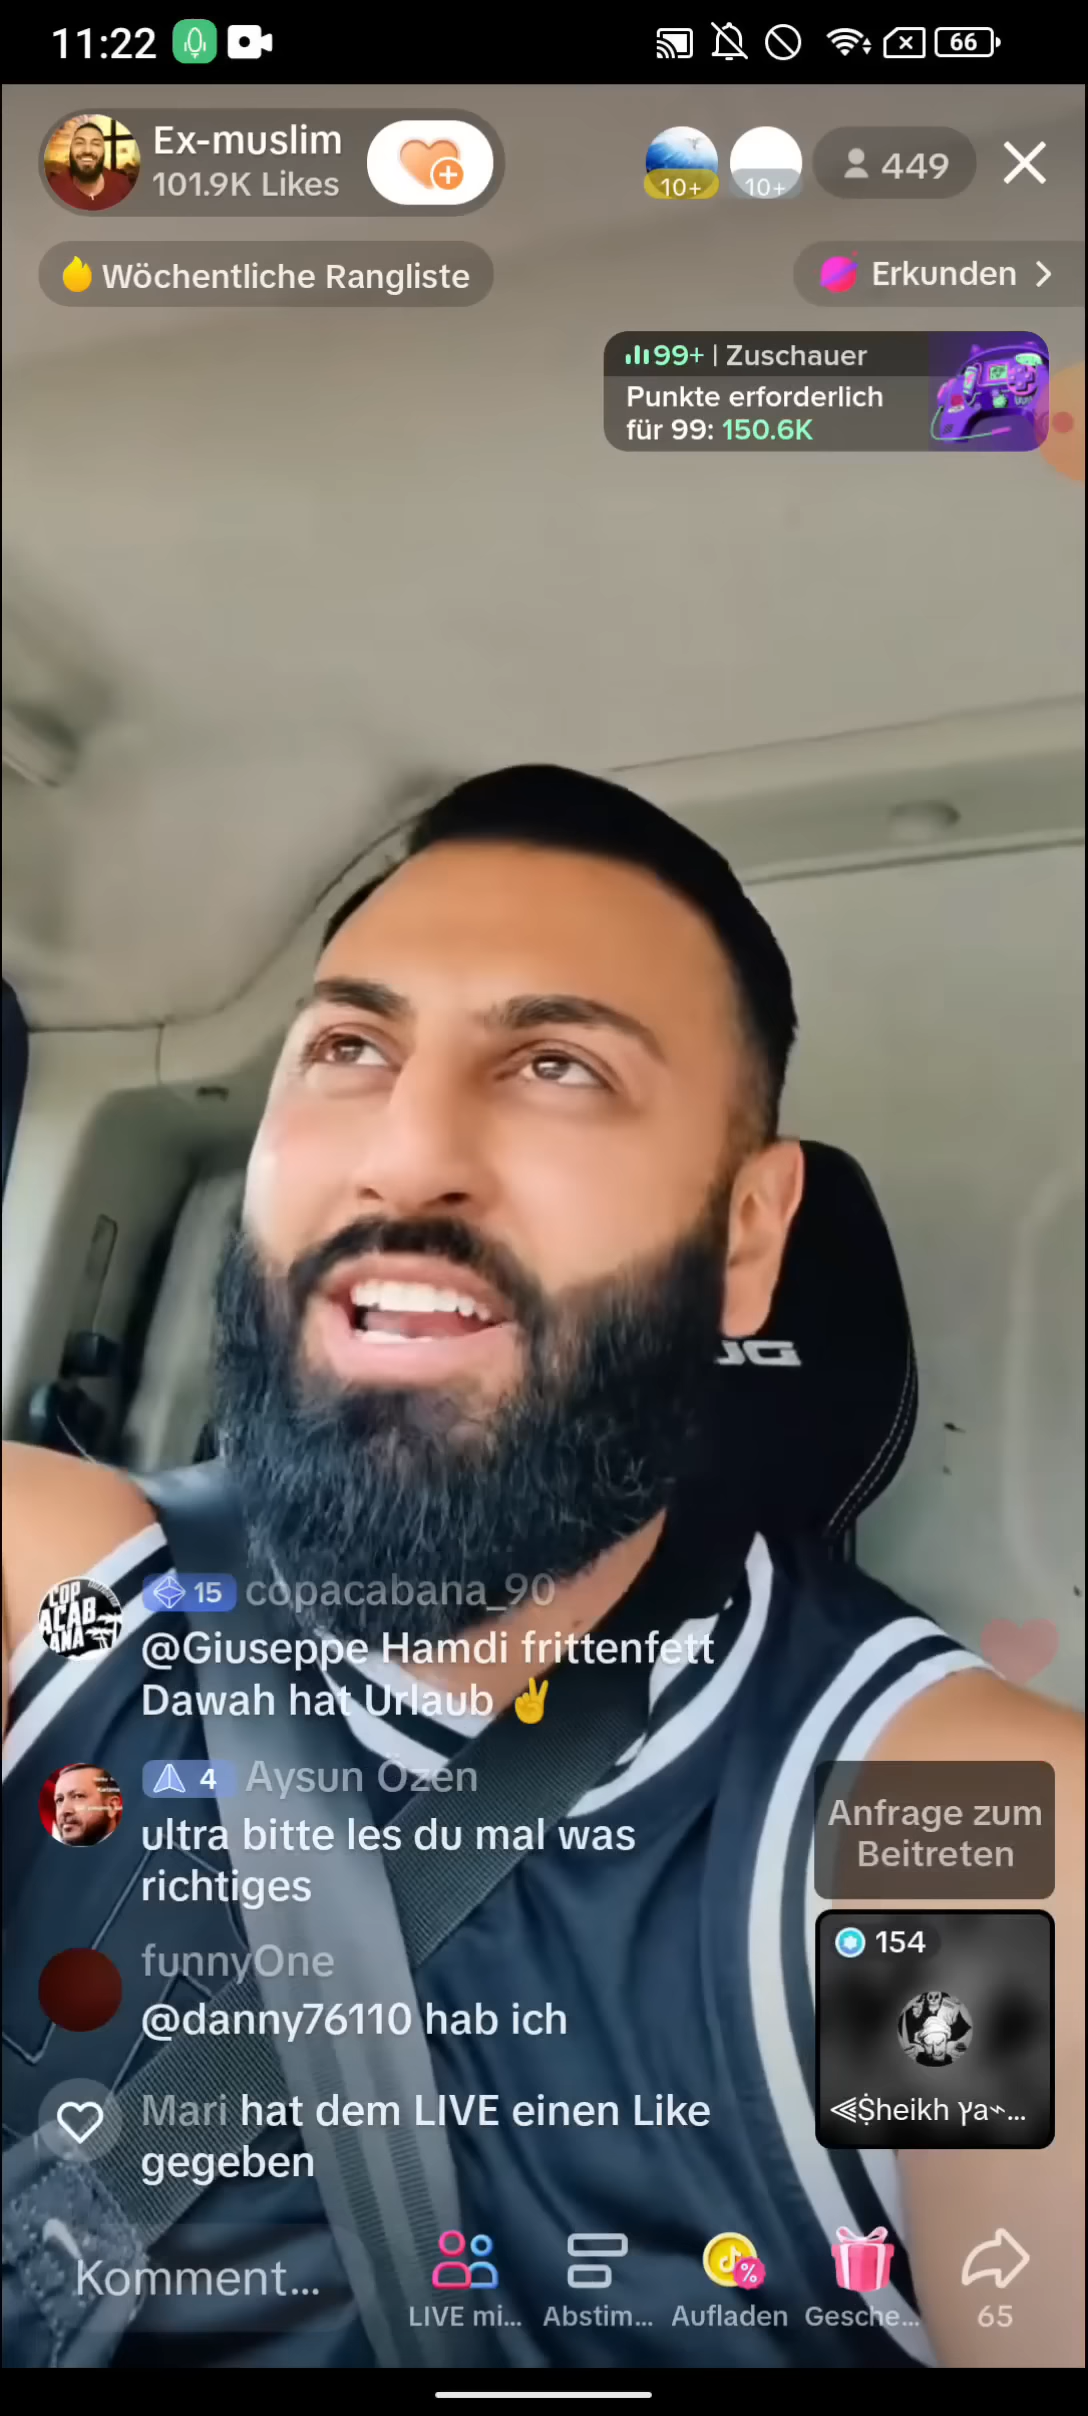 11:22
66
Ex-muslim
101.9K Likes
10+
10+
449
Wöchentliche Rangliste
Erkunden
99+ | Zuschauer
Punkte erforderlich
für 99: 150.6K
COP
ACAB
ANA
15 copacabana_90
@Giuseppe Hamdi frittenfett
Dawah hat Urlaub ✌️
4 Aysun Özen
ultra bitte les du mal was
richtiges
funnyOne
@danny76110 hab ich
Mari hat dem LIVE einen Like
gegeben
Anfrage zum
Beitreten
154
Komment...
LIVE mi...
Abstim...
Aufladen
Gesche...
65